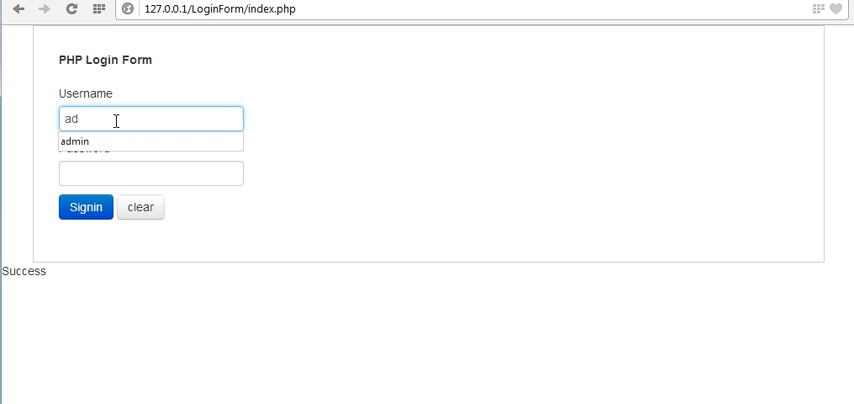 127.0.0.1/LoginForm/index.php
PHP Login Form
Username
ad
admin
Signin clear
Success